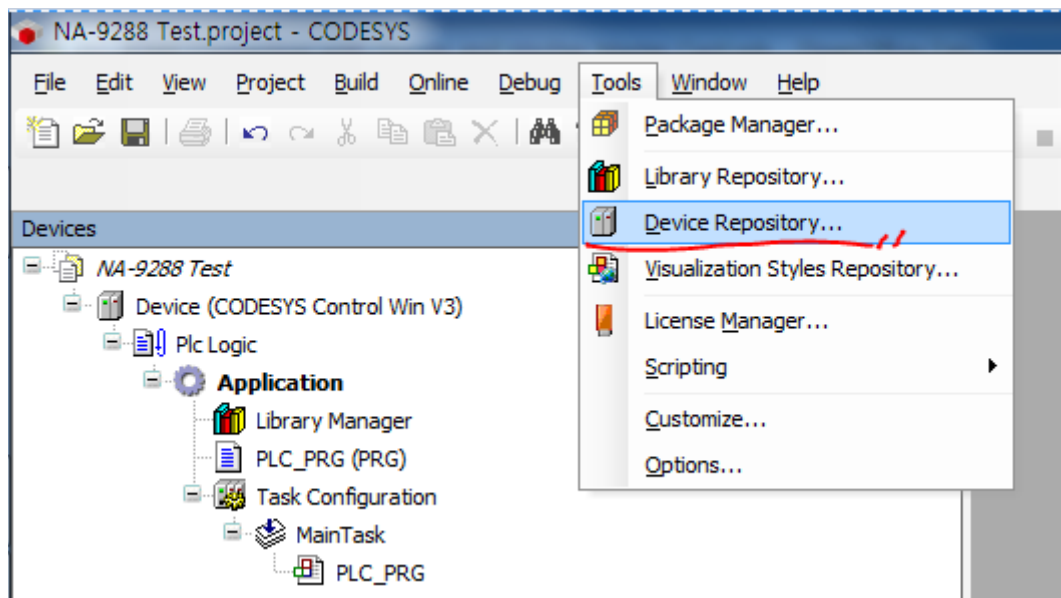 NA-9288 Test.project - CODESYS
File Edit View Project Build Online Debug Tools Window Help
Package Manager...
Library Repository...
Device Repository...
Visualization Styles Repository...
License Manager...
Scripting
Customize...
Options...
Devices
NA-9288 Test
Device (CODESYS Control Win V3)
Plc Logic
Application
Library Manager
PLC_PRG (PRG)
Task Configuration
MainTask
PLC_PRG